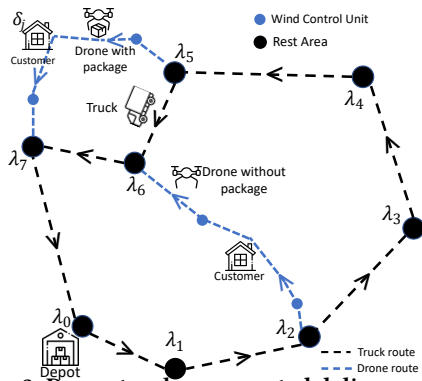 δi
Customer
Drone with
package
Wind Control Unit
Rest Area
λ5
λ4
Truck
λ7
λ6
Drone without
package
λ3
Customer
λ2
λ0
λ1
Depot
Truck route
Drone route